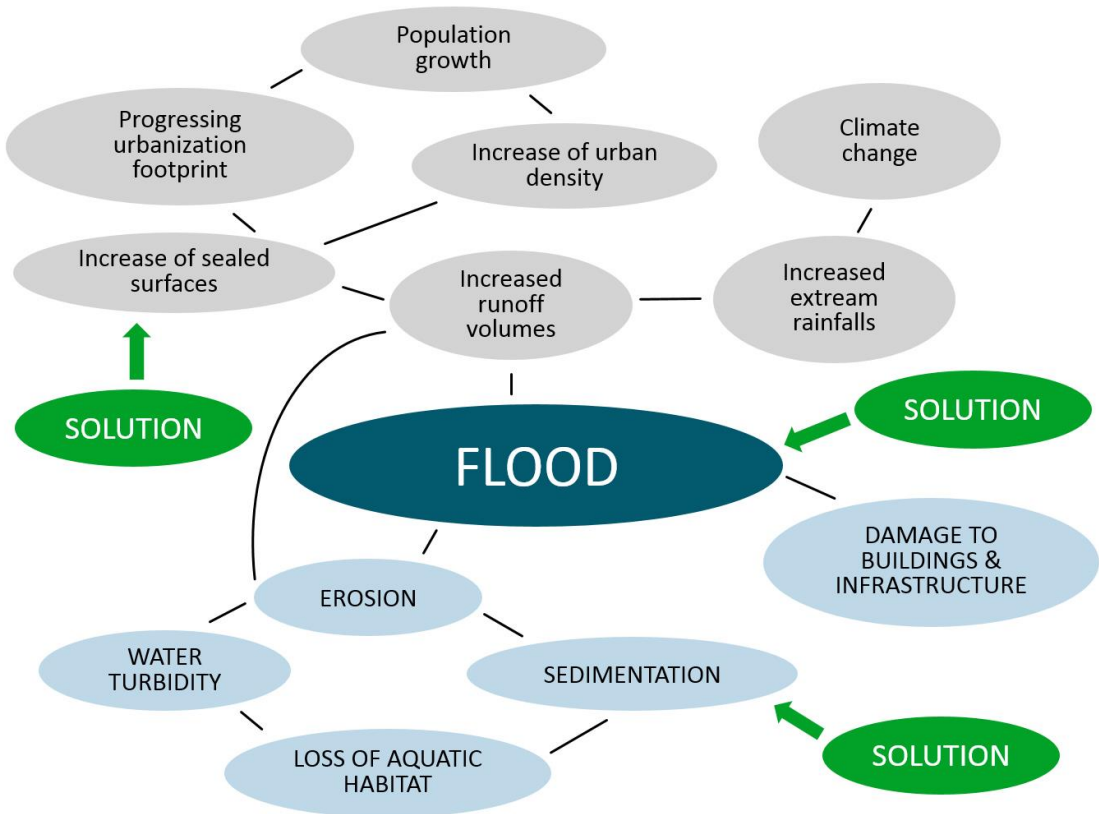 Population
growth
Progressing
urbanization
footprint
Increase of urban
density
Climate
change
Increase of sealed
surfaces
Increased
runoff
volumes
Increased
extream
rainfalls
SOLUTION
SOLUTION
FLOOD
DAMAGE TO
BUILDINGS &
INFRASTRUCTURE
EROSION
WATER
TURBIDITY
SEDIMENTATION
LOSS OF AQUATIC
HABITAT
SOLUTION